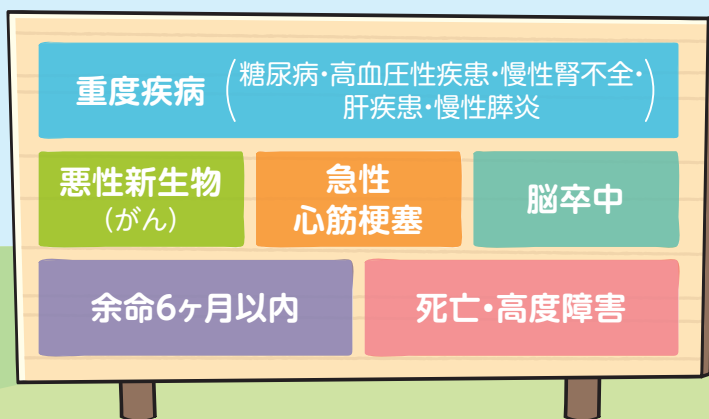 重度疾病（糖尿病・高血圧性疾患・慢性腎不全・
肝疾患・慢性膵炎）
悪性新生物
（がん）
急性
心筋梗塞
脳卒中
余命6ヶ月以内
死亡・高度障害